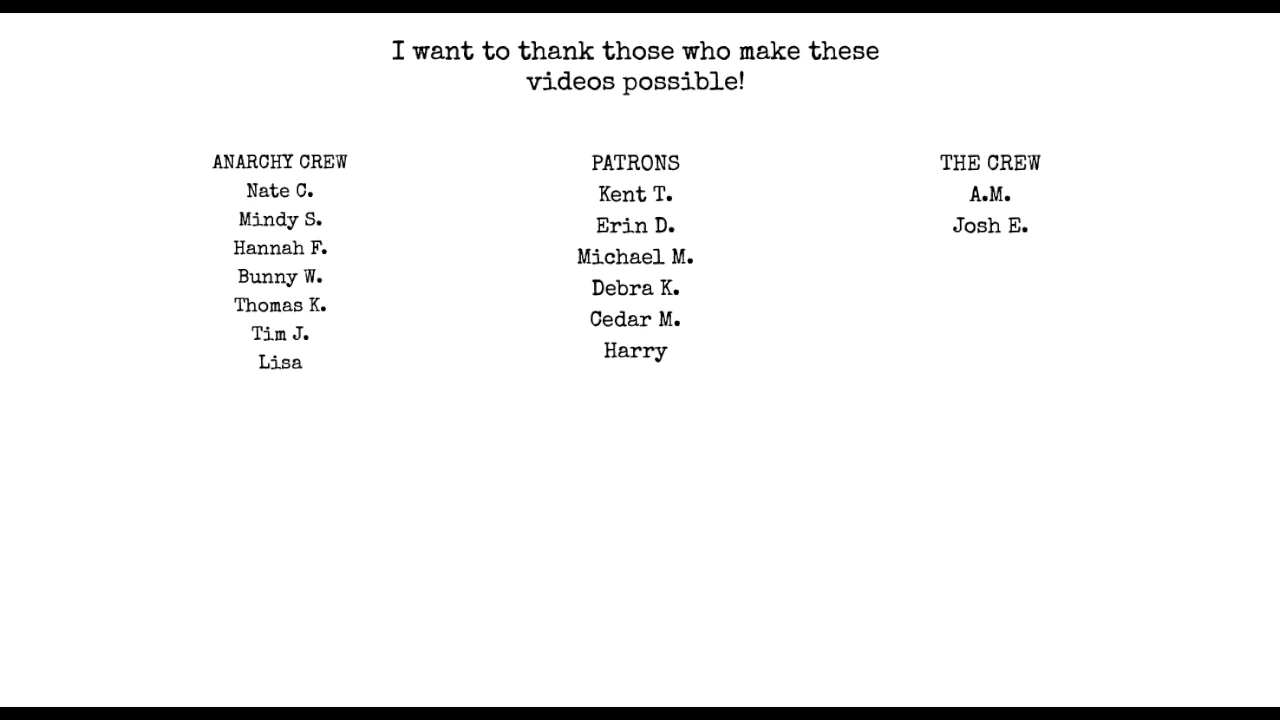 I want to thank those who make these
videos possible!
ANARCHY CREW
Nate C.
Mindy S.
Hannah F.
Bunny W.
Thomas K.
Tim J.
Lisa
PATRONS
Kent T.
Erin D.
Michael M.
Debra K.
Cedar M.
Harry
THE CREW
A.M.
Josh E.